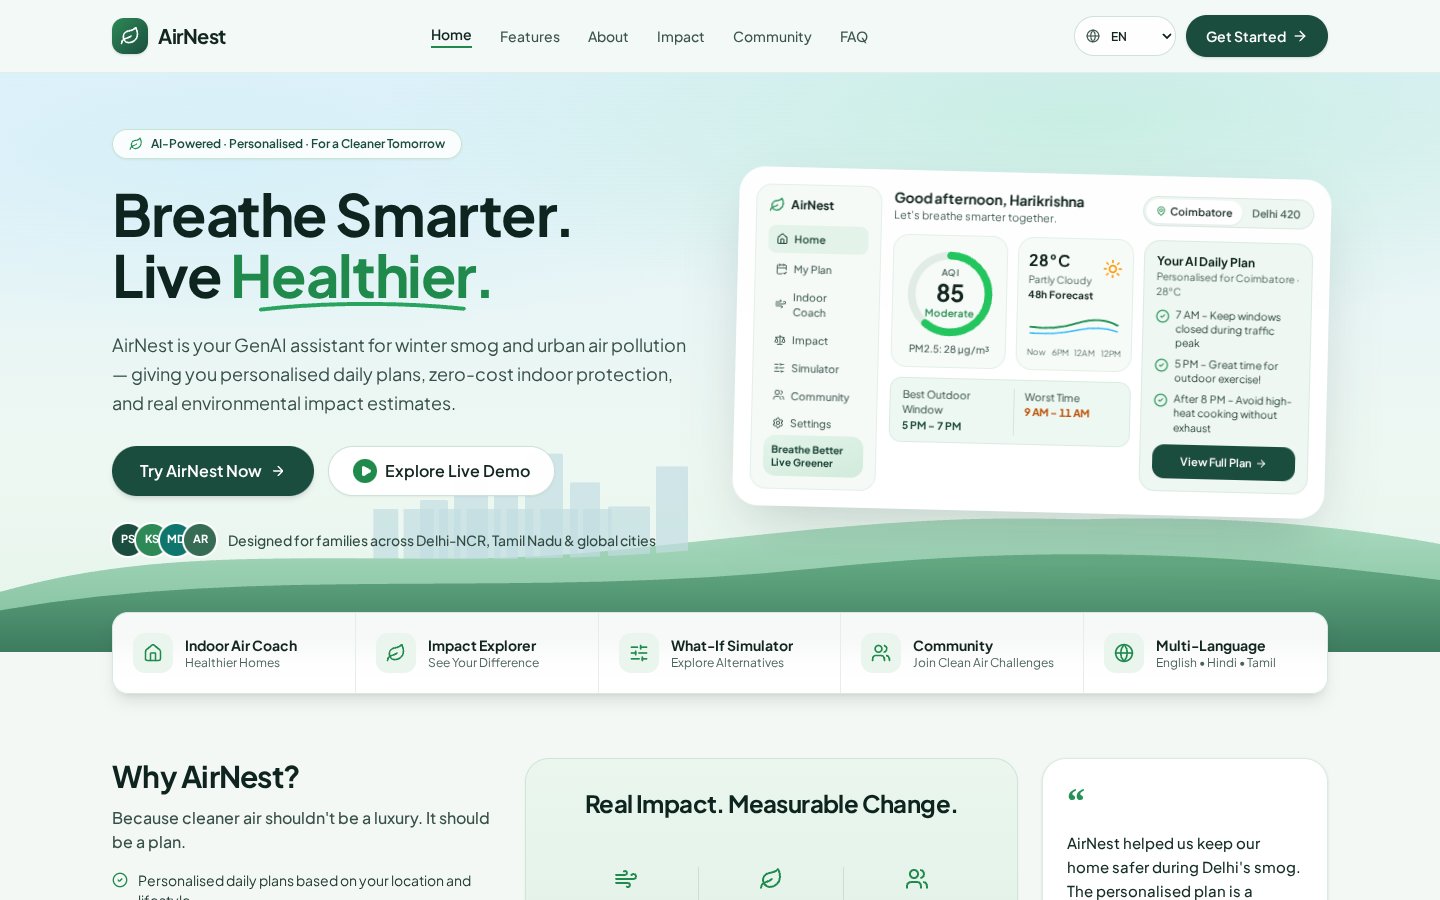 AirNest
Home
Features
About
Impact
Community
FAQ
EN
Get Started
AI-Powered · Personalised · For a Cleaner Tomorrow
Breathe Smarter.
Live Healthier.
AirNest is your GenAI assistant for winter smog and urban air pollution
— giving you personalised daily plans, zero-cost indoor protection,
and real environmental impact estimates.
Try AirNest Now
Explore Live Demo
PS
KS
MD
AR
Designed for families across Delhi-NCR, Tamil Nadu & global cities
AirNest
Home
My Plan
Indoor
Coach
Impact
Simulator
Community
Settings
Breathe Better
Live Greener
Good afternoon, Harikrishna
Let's breathe smarter together.
Coimbatore
Delhi 420
AQI
85
Moderate
PM2.5: 28 µg/m³
28°C
Partly Cloudy
48h Forecast
Now 6PM 12AM 12PM
Best Outdoor
Window
5 PM – 7 PM
Worst Time
9 AM – 11 AM
Your AI Daily Plan
Personalised for Coimbatore ·
28°C
7 AM – Keep windows
closed during traffic
peak
5 PM – Great time for
outdoor exercise!
After 8 PM – Avoid high-
heat cooking without
exhaust
View Full Plan
Indoor Air Coach
Healthier Homes
Impact Explorer
See Your Difference
What-If Simulator
Explore Alternatives
Community
Join Clean Air Challenges
Multi-Language
English • Hindi • Tamil
Why AirNest?
Because cleaner air shouldn't be a luxury. It should
be a plan.
Personalised daily plans based on your location and
lifestyle
Real Impact. Measurable Change.
“
AirNest helped us keep our
home safer during Delhi's smog.
The personalised plan is a